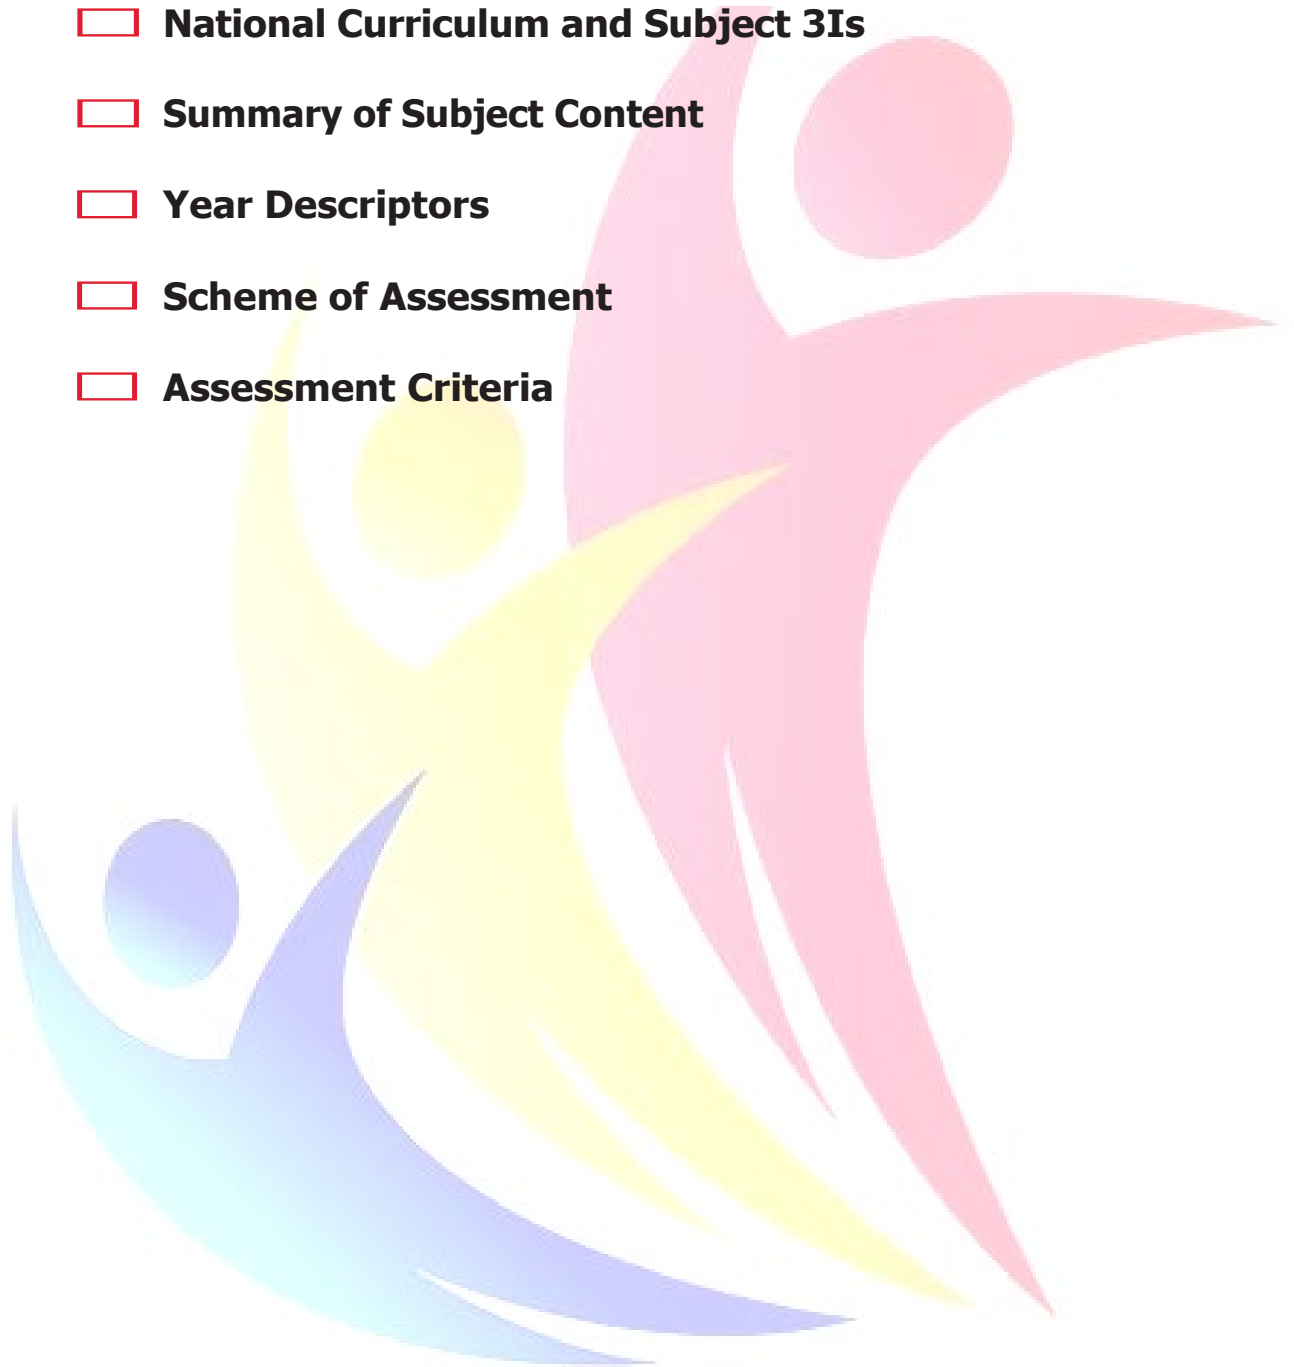 National Curriculum and Subject 3Is
Summary of Subject Content
Year Descriptors
Scheme of Assessment
Assessment Criteria